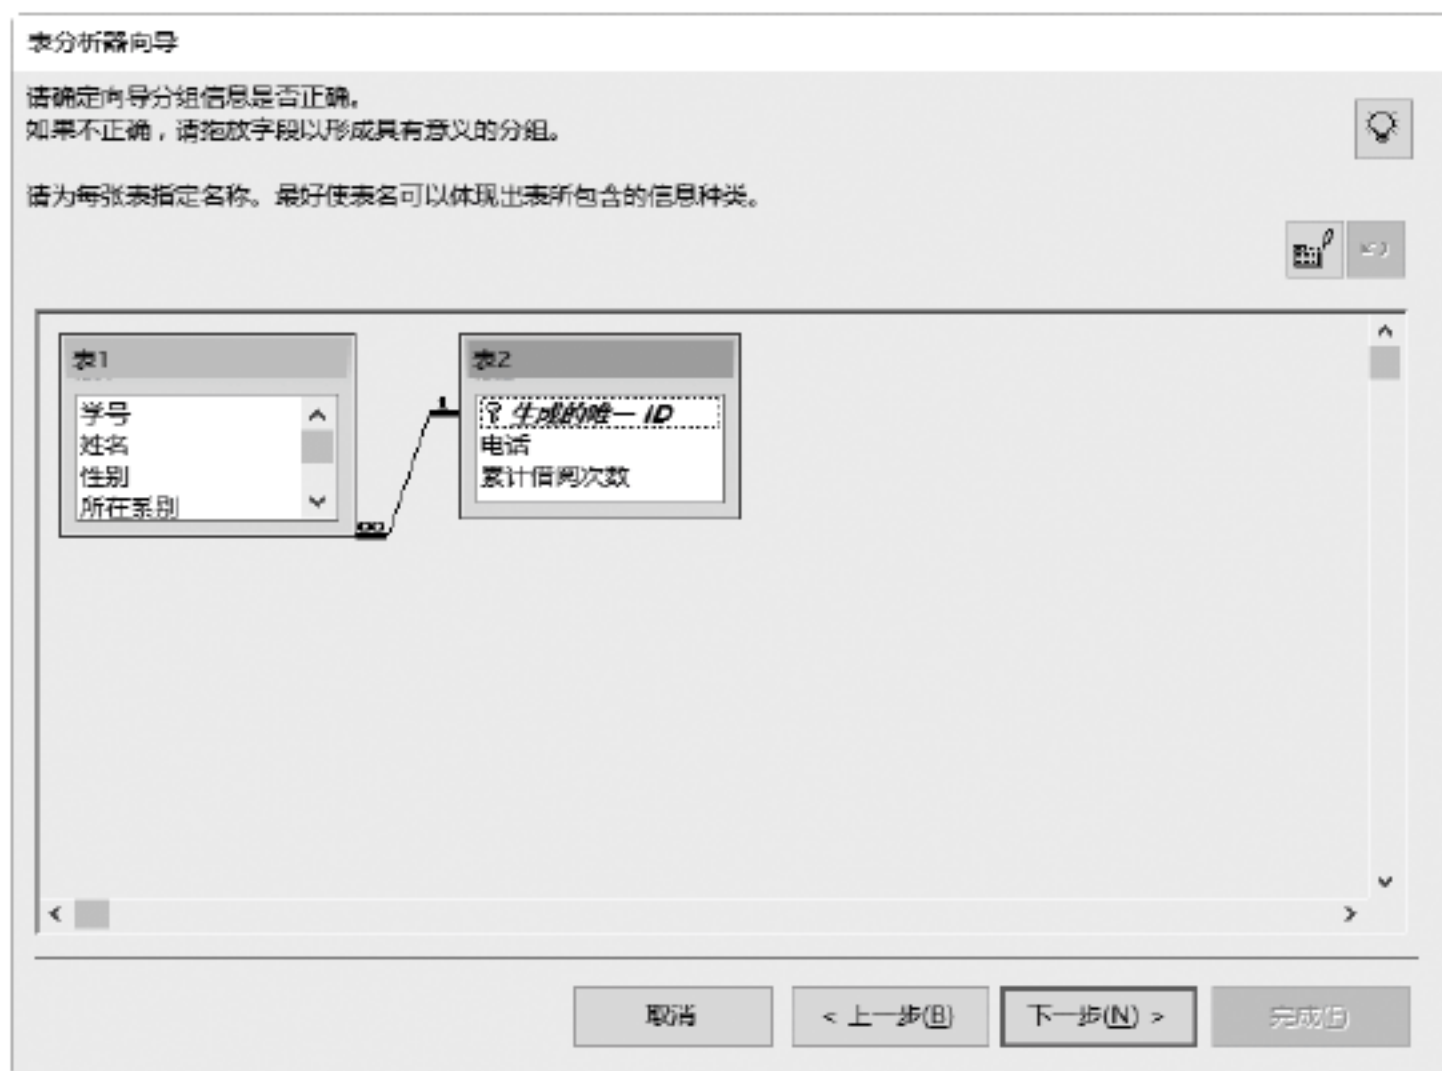 表分析器向导
请确定向导分组信息是否正确。
如果不正确，请拖放字段以形成具有意义的分组。
请为每张表指定名称。最好使表名可以体现出表所包含的信息种类。
表1
学号
姓名
性别
所在系别
表2
生成的唯一 ID
电话
累计借阅次数
1
∞
取消
< 上一步(B)
下一步(N) >
完成(F)